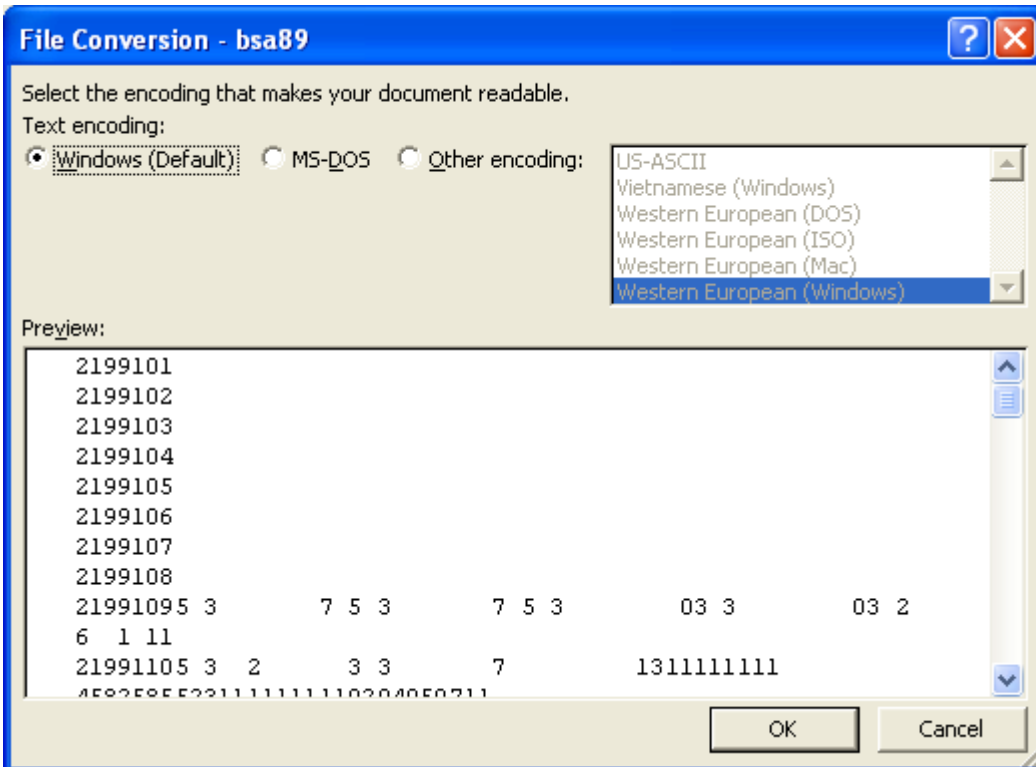 File Conversion - bsa89
Select the encoding that makes your document readable.
Text encoding:
Windows (Default) MS-DOS Other encoding:
US-ASCII
Vietnamese (Windows)
Western European (DOS)
Western European (ISO)
Western European (Mac)
Western European (Windows)
Preview:
2199101
2199102
2199103
2199104
2199105
2199106
2199107
2199108
21991095 3 7 5 3 7 5 3 03 3 03 2
6 1 11
21991105 3 2 3 3 7 1311111111
OK Cancel